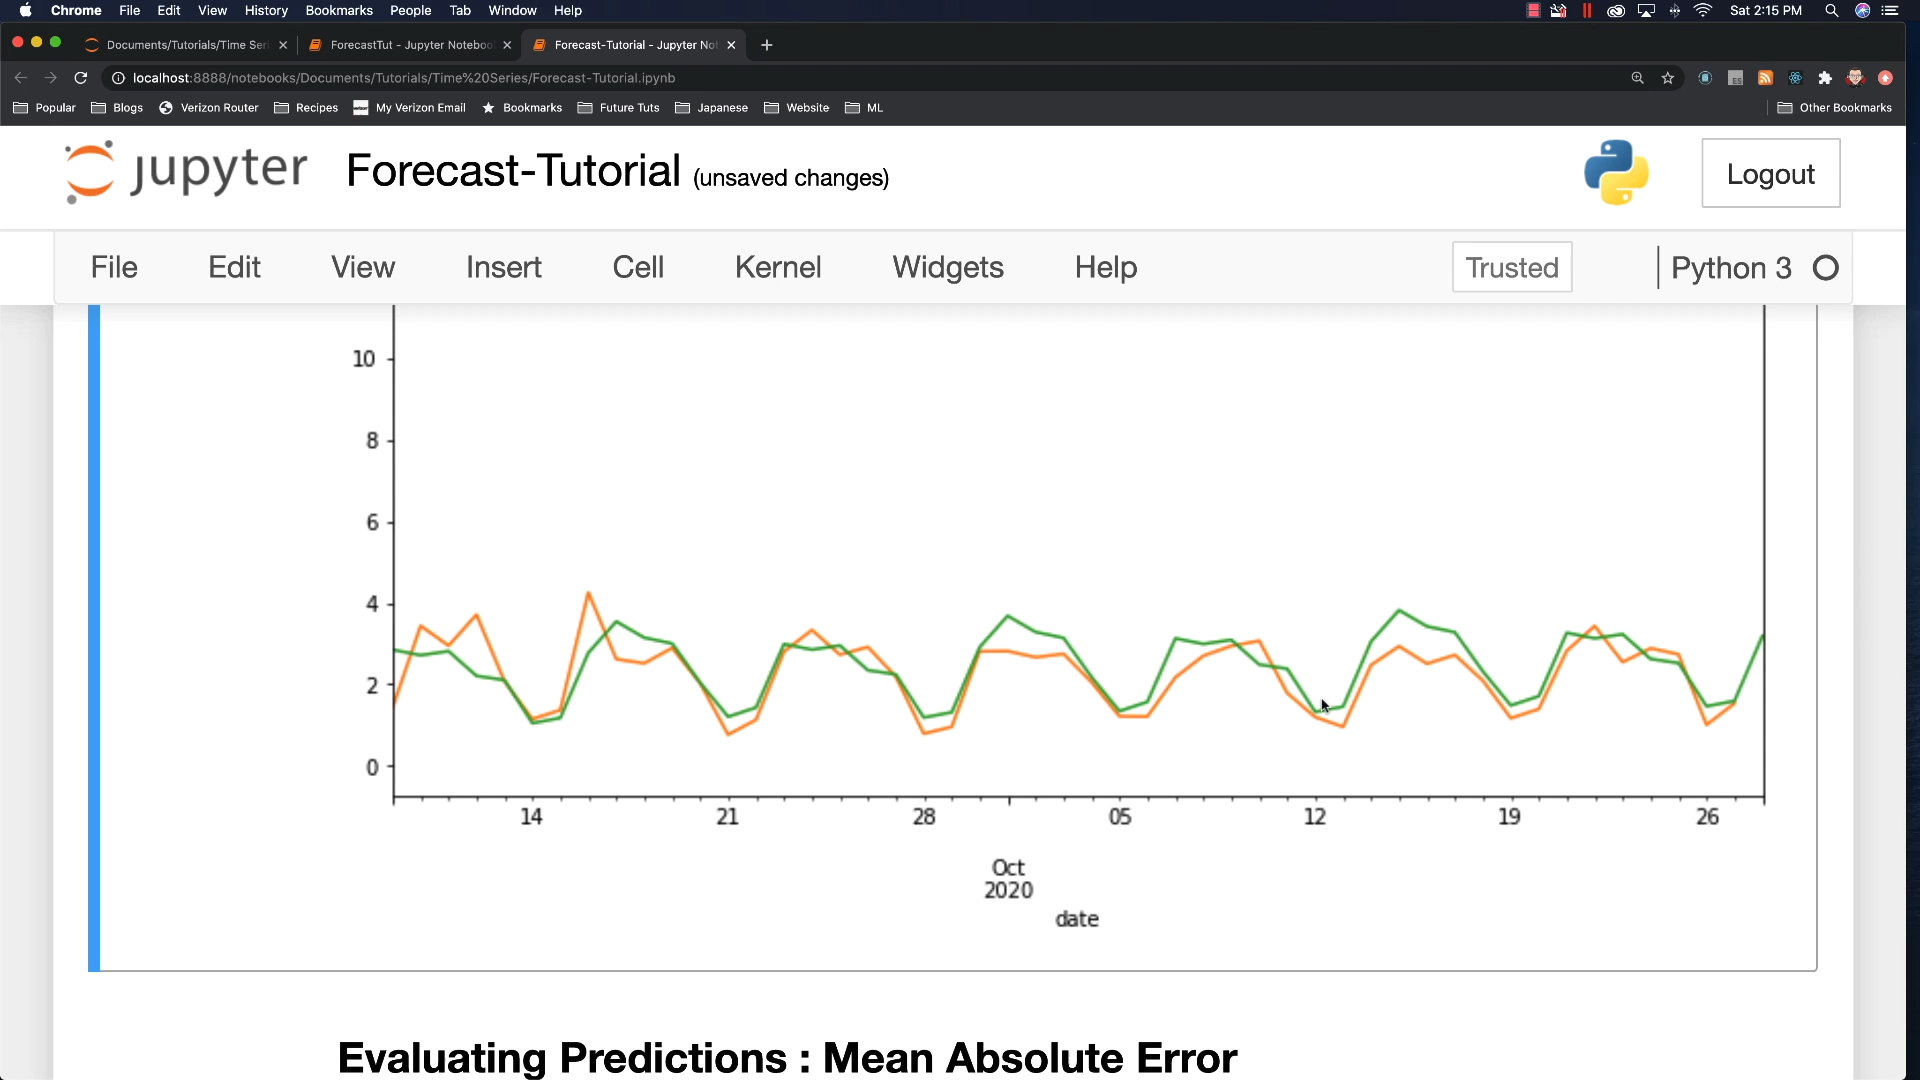 Chrome File Edit View History Bookmarks People Tab Window Help Sat 2:15 PM
Documents/Tutorials/Time Ser ForecastTut - Jupyter Noteboo Forecast-Tutorial - Jupyter Not
localhost:8888/notebooks/Documents/Tutorials/Time%20Series/Forecast-Tutorial.ipynb
Popular Blogs Verizon Router Recipes My Verizon Email Bookmarks Future Tuts Japanese Website ML Other Bookmarks
jupyter Forecast-Tutorial (unsaved changes) Logout
File Edit View Insert Cell Kernel Widgets Help Trusted Python 3
10
8
6
4
2
0
14 21 28 05 12 19 26
Oct
2020
date
Evaluating Predictions : Mean Absolute Error